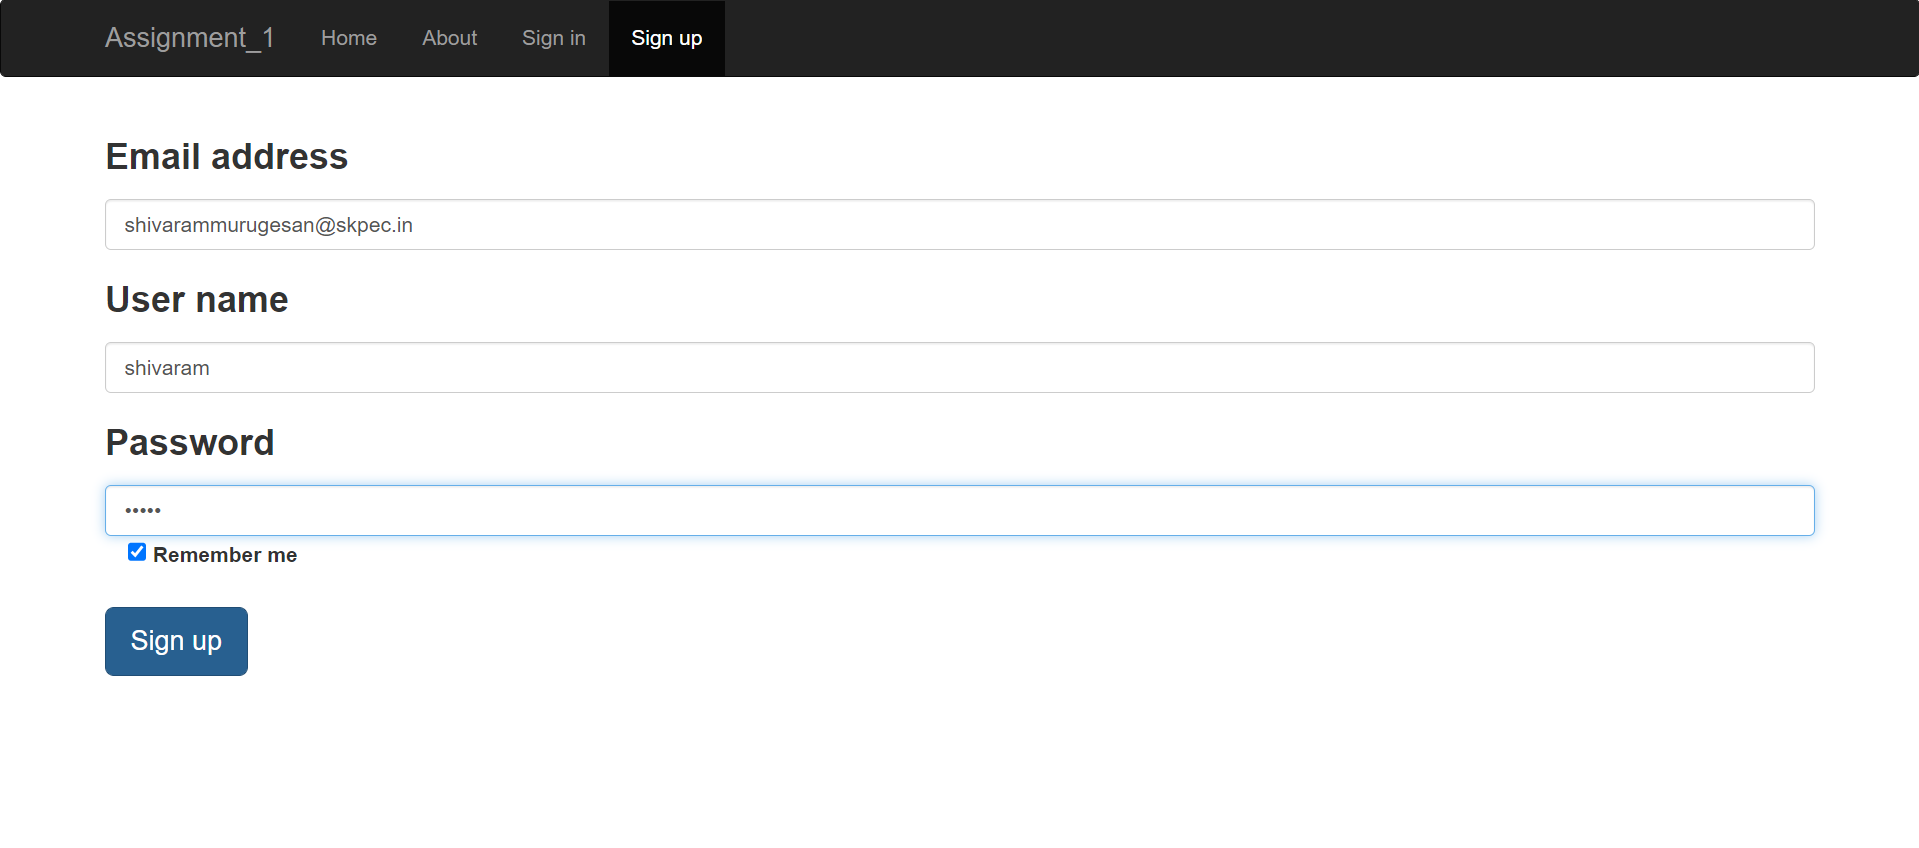 Assignment_1 Home About Sign in Sign up
Email address
shivarammurugesan@skpec.in
User name
shivaram
Password
•••••
Remember me
Sign up